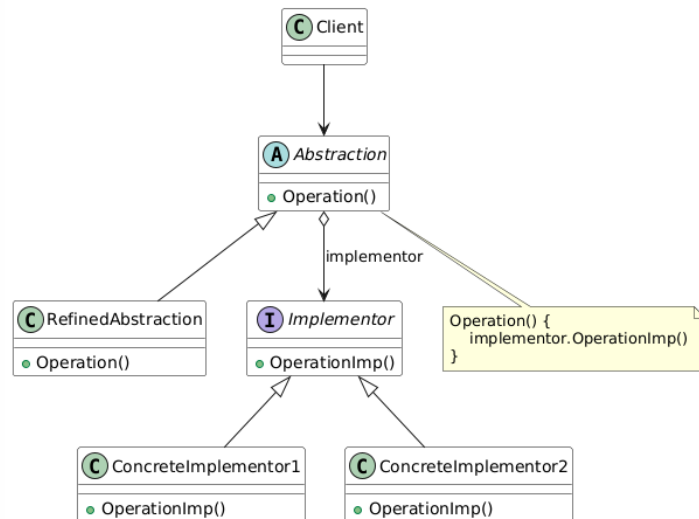 C Client
A Abstraction
Operation()
implementor
C RefinedAbstraction
Operation()
I Implementor
OperationImp()
Operation() {
implementor.OperationImp()
}
C ConcreteImplementor1
OperationImp()
C ConcreteImplementor2
OperationImp()